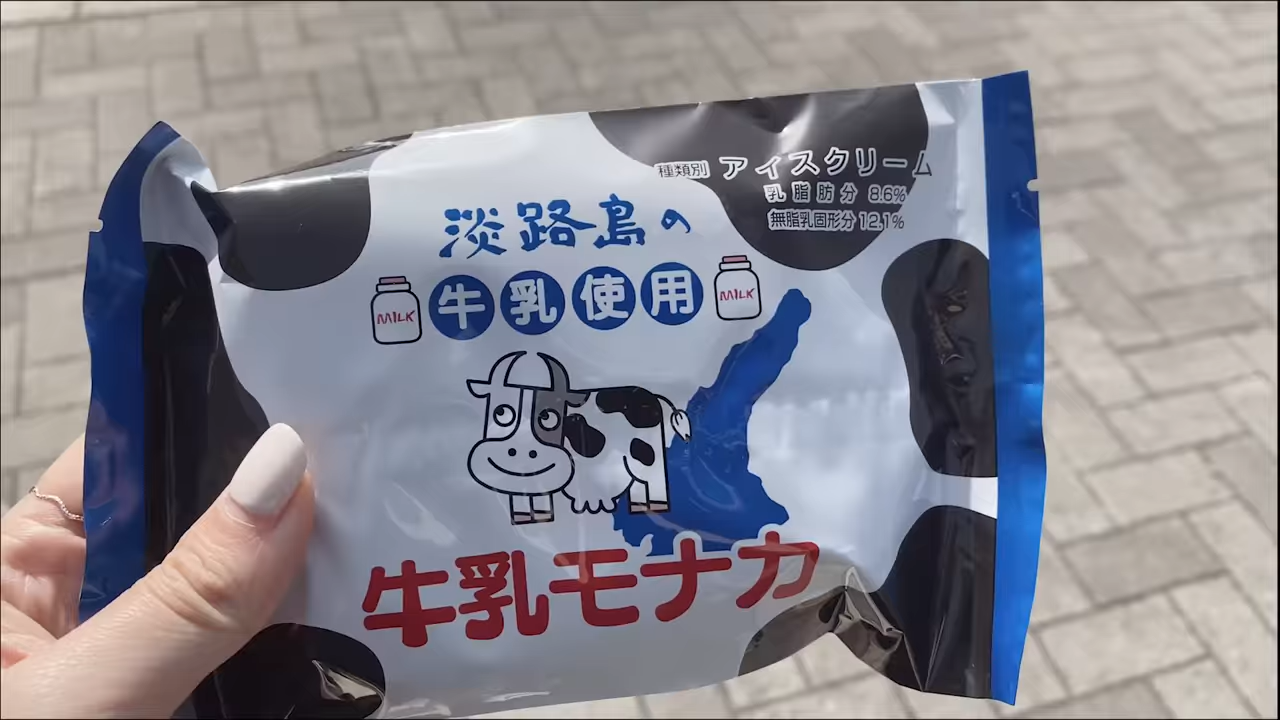 種類別 アイスクリーム
乳脂肪分 8.6%
無脂乳固形分 12.1%
淡路島の
MILK 牛乳使用 MILK
牛乳モナカ